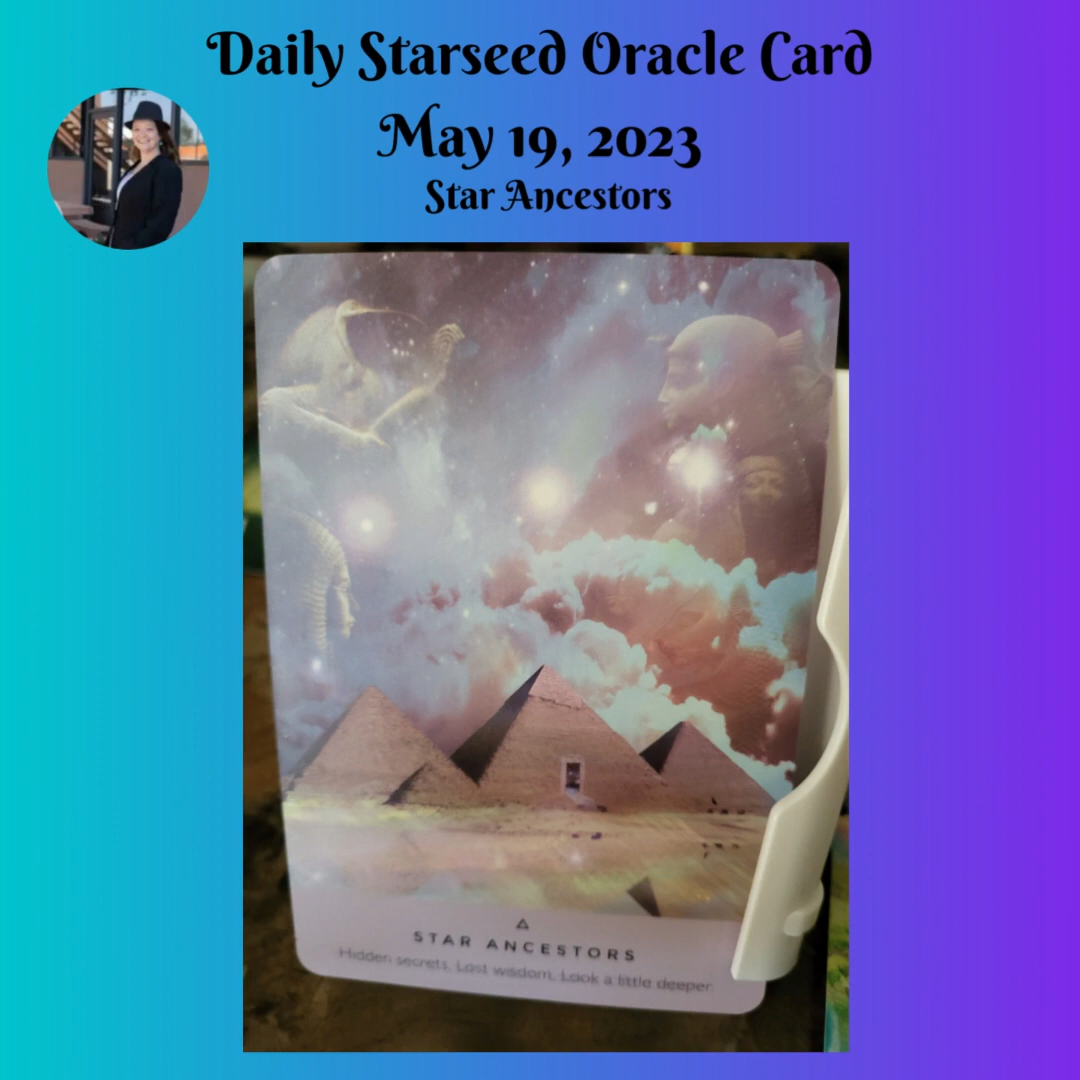 Daily Starseed Oracle Card
May 19, 2023
Star Ancestors
STAR ANCESTORS
Hidden secrets. Lost wisdom. Look a little deeper.